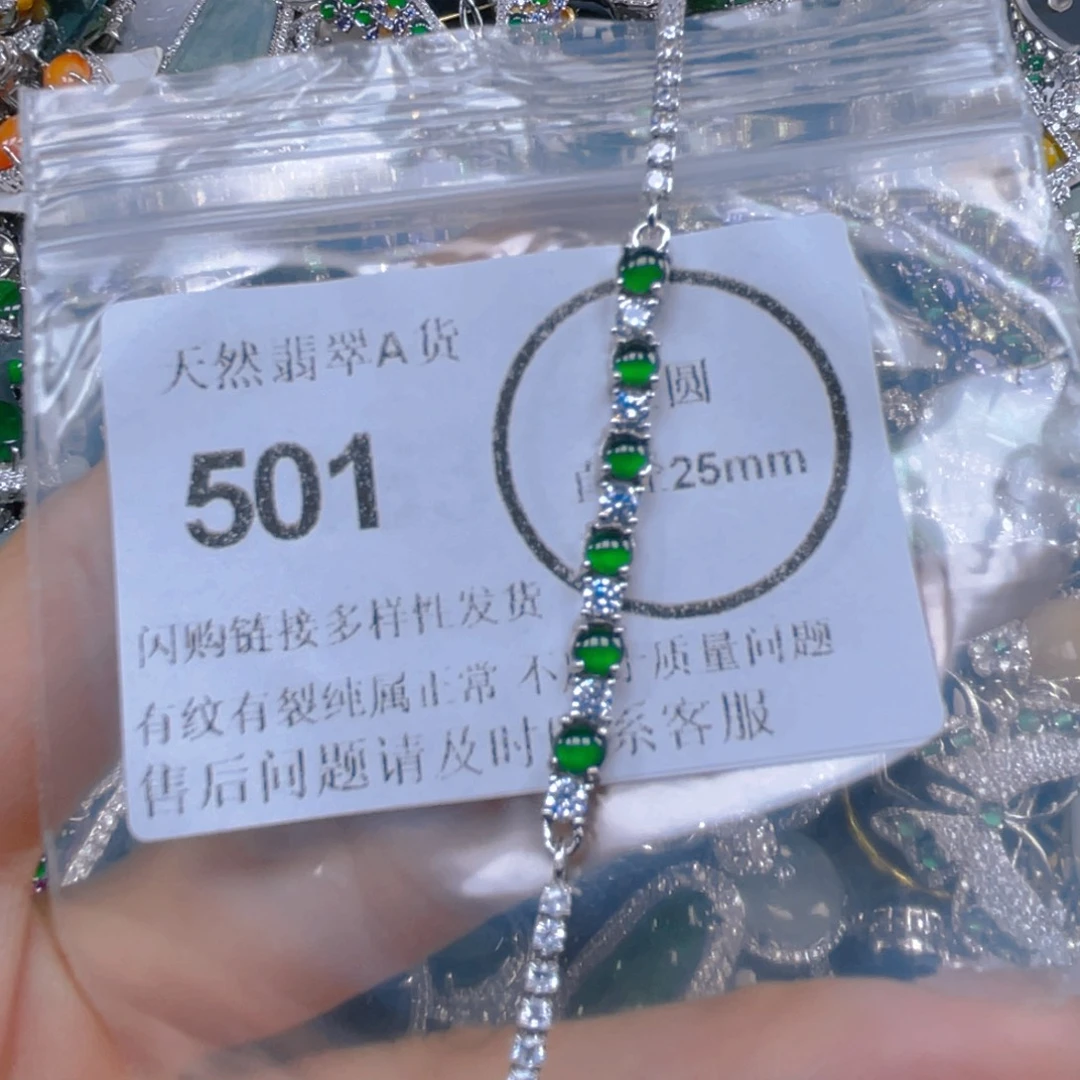 天然翡翠A货
501
圆
25mm
闪购链接多样性发货
有纹有裂纯属正常 不 质量问题
售后问题请及时 系客服